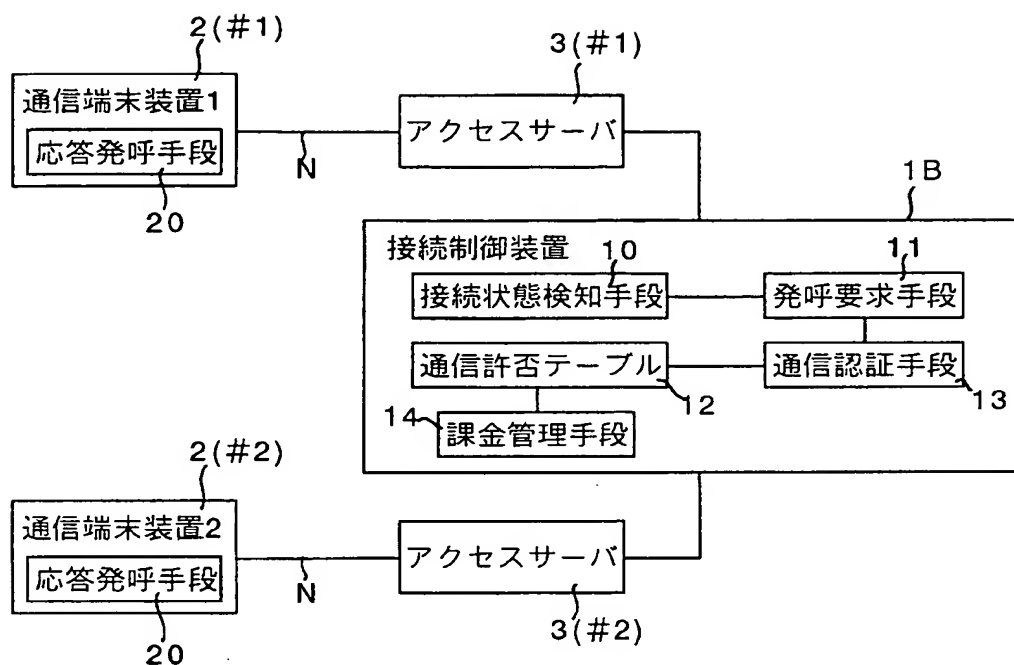 2(#1)
通信端末装置1
応答発呼手段
20
N
3(#1)
アクセスサーバ
1B
接続制御装置
10
接続状態検知手段
11
発呼要求手段
通信許否テーブル
12
通信認証手段
13
14
課金管理手段
2(#2)
通信端末装置2
応答発呼手段
20
N
アクセスサーバ
3(#2)